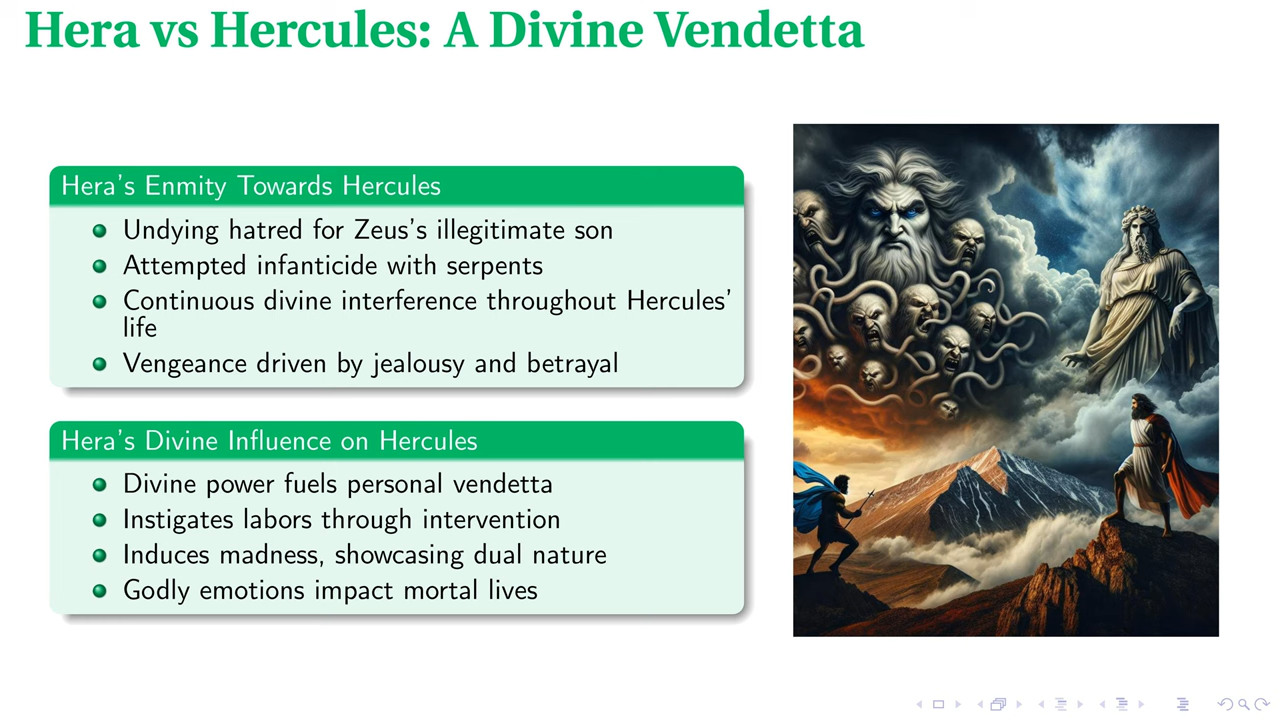 Hera vs Hercules: A Divine Vendetta
Hera's Enmity Towards Hercules
Undying hatred for Zeus's illegitimate son
Attempted infanticide with serpents
Continuous divine interference throughout Hercules'
life
Vengeance driven by jealousy and betrayal
Hera's Divine Influence on Hercules
Divine power fuels personal vendetta
Instigates labors through intervention
Induces madness, showcasing dual nature
Godly emotions impact mortal lives